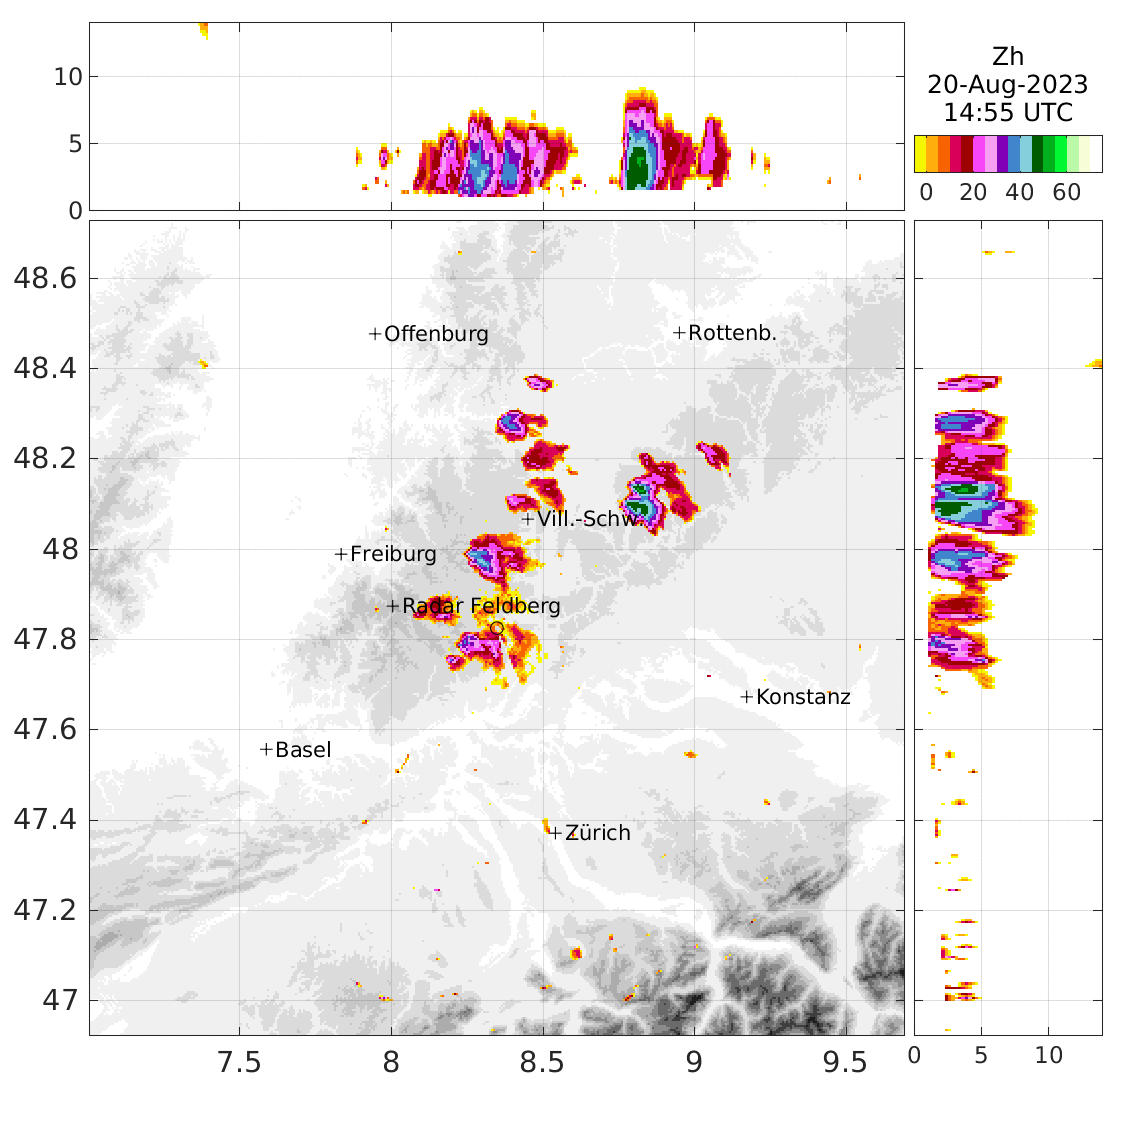 Zh
20-Aug-2023
14:55 UTC
0 20 40 60
10
5
0
48.6
48.4
48.2
48
47.8
47.6
47.4
47.2
47
Offenburg
Rottenb.
Vill.-Schw.
Freiburg
Radar Feldberg
Konstanz
Basel
Zürich
7.5 8 8.5 9 9.5
0 5 10